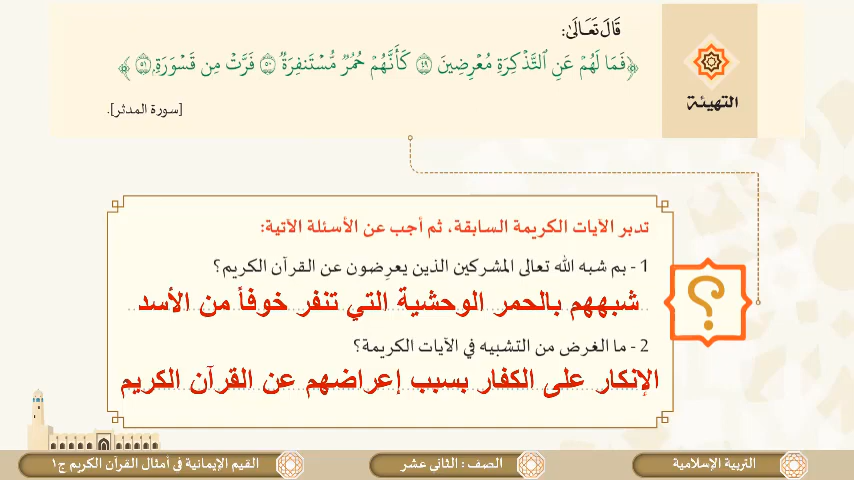 قَالَ تَعَالَىٰ:
﴿فَمَا لَهُمْ عَنِ ٱلتَّذْكِرَةِ مُعْرِضِينَ ٤٩ كَأَنَّهُمْ حُمُرٌ مُّسْتَنفِرَةٌ ٥٠ فَرَّتْ مِن قَسْوَرَةٍ ٥١﴾
[سورة المدثر].
التهيئة
تدبر الآيات الكريمة السابقة، ثم أجب عن الأسئلة الآتية:
1 - بم شبه الله تعالى المشركين الذين يعرِضون عن القرآن الكريم؟
شبههم بالحمر الوحشية التي تنفر خوفاً من الأسد
2 - ما الغرض من التشبيه في الآيات الكريمة؟
الإنكار على الكفار بسبب إعراضهم عن القرآن الكريم
؟
التربية الإسلامية
الصف : الثاني عشر
القيم الإيمانية في أمثال القرآن الكريم ج١